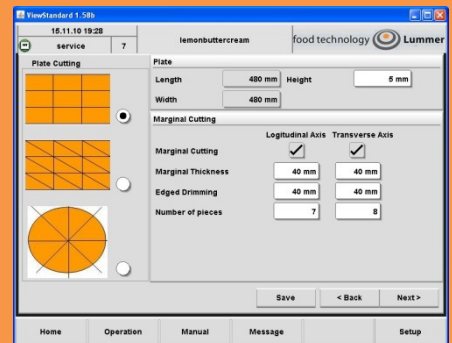 ViewStandard 1.58b
15.11.10 19:28
service 7
lemonbuttercream
food technology Lummer
Plate Cutting
Plate
Length 480 mm Height 5 mm
Width 480 mm
Marginal Cutting
Logitudinal Axis Transverse Axis
Marginal Cutting
Marginal Thickness 40 mm 40 mm
Edged Drimming 40 mm 40 mm
Number of pieces 7 8
Save < Back Next >
Home Operation Manual Message Setup